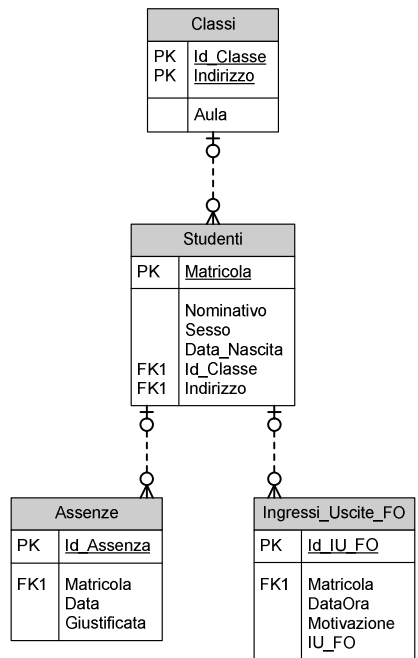 Classi
PK Id_Classe
PK Indirizzo
Aula
Studenti
PK Matricola
Nominativo
Sesso
Data_Nascita
FK1 Id_Classe
FK1 Indirizzo
Assenze
PK Id_Assenza
FK1 Matricola
Data
Giustificata
Ingressi_Uscite_FO
PK Id_IU_FO
FK1 Matricola
DataOra
Motivazione
IU_FO